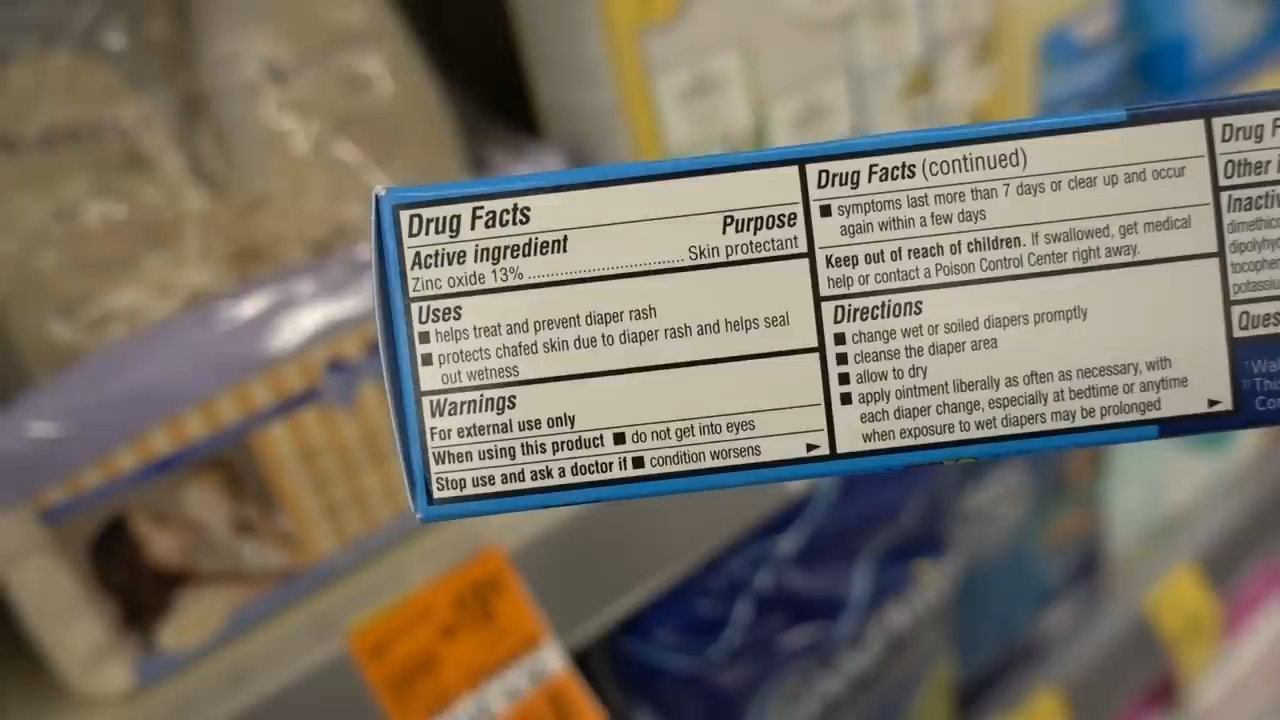 Drug Facts
Active ingredient Purpose
Zinc oxide 13% ........................................ Skin protectant
Uses
■ helps treat and prevent diaper rash
■ protects chafed skin due to diaper rash and helps seal
out wetness
Warnings
For external use only
When using this product ■ do not get into eyes
Stop use and ask a doctor if ■ condition worsens
Drug Facts (continued)
■ symptoms last more than 7 days or clear up and occur
again within a few days
Keep out of reach of children. If swallowed, get medical
help or contact a Poison Control Center right away.
Directions
■ change wet or soiled diapers promptly
■ cleanse the diaper area
■ allow to dry
■ apply ointment liberally as often as necessary, with
each diaper change, especially at bedtime or anytime
when exposure to wet diapers may be prolonged
Drug F
Other
Inactiv
dimethic
dipolyhy
tocopher
potassiu
Ques